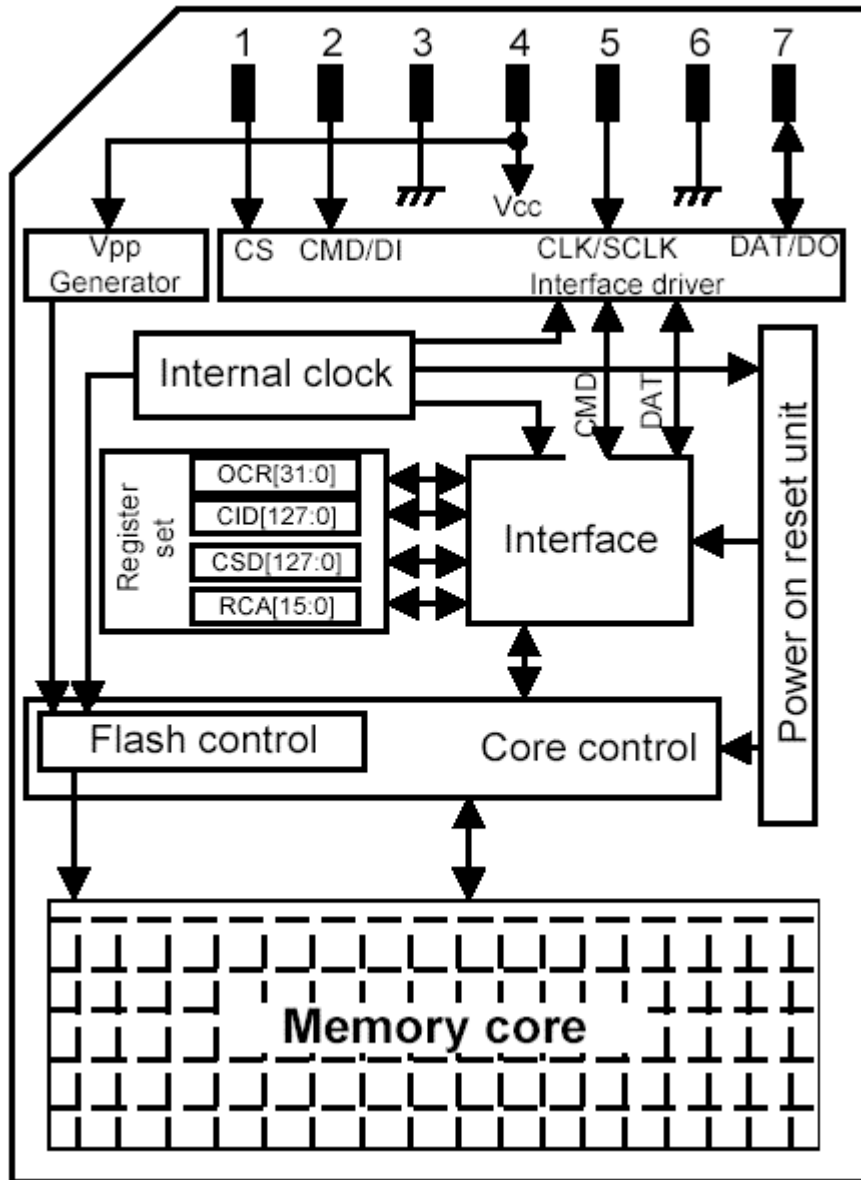 1 2 3 4 5 6 7
Vcc
Vpp
Generator
CS CMD/DI CLK/SCLK DAT/DO
Interface driver
Internal clock
CMD
DAT
Register
set
OCR[31:0]
CID[127:0]
CSD[127:0]
RCA[15:0]
Interface
Power on reset unit
Flash control
Core control
Memory core